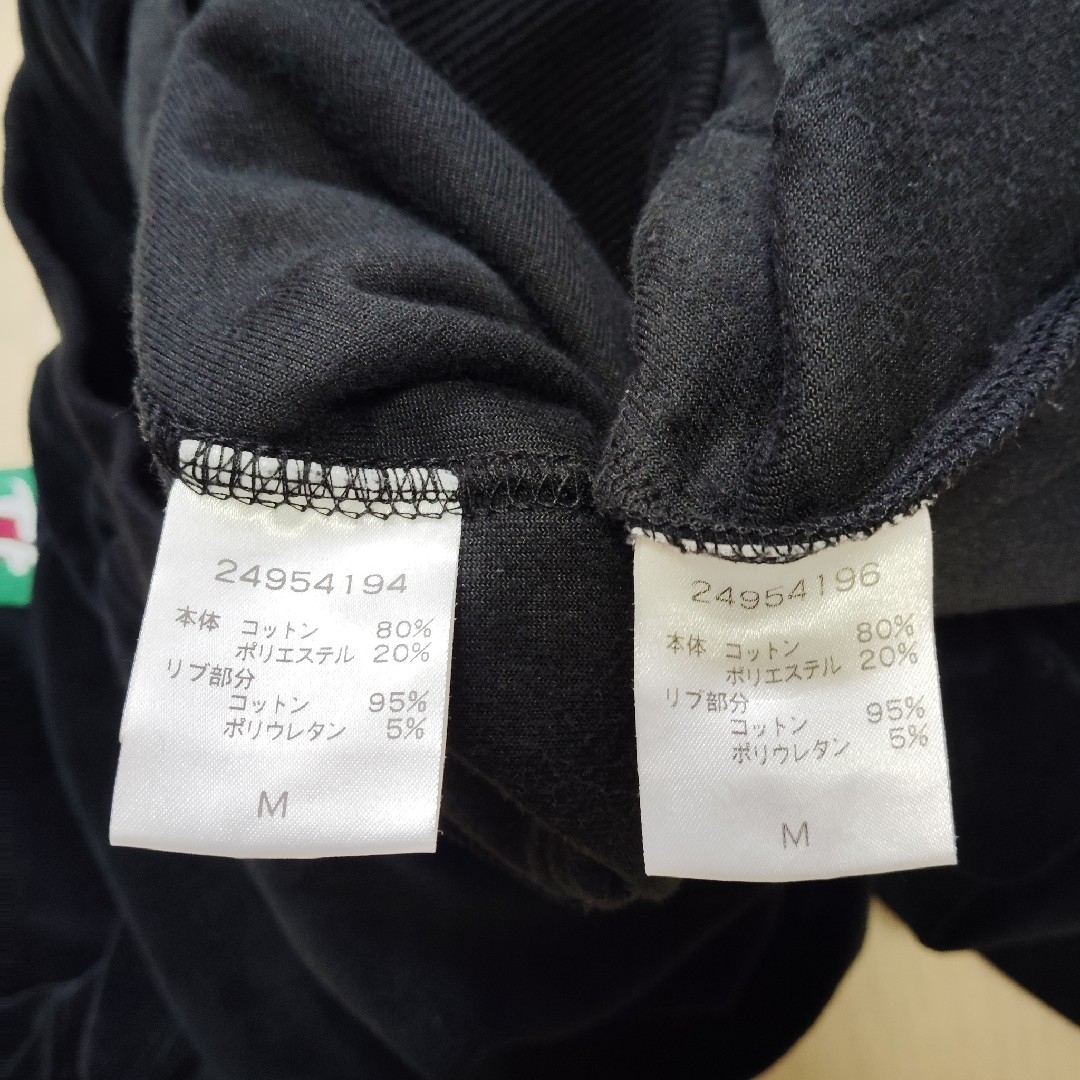 24954194
本体 コットン 80%
ポリエステル 20%
リブ部分
コットン 95%
ポリウレタン 5%
M
24954196
本体 コットン 80%
ポリエステル 20%
リブ部分
コットン 95%
ポリウレタン 5%
M